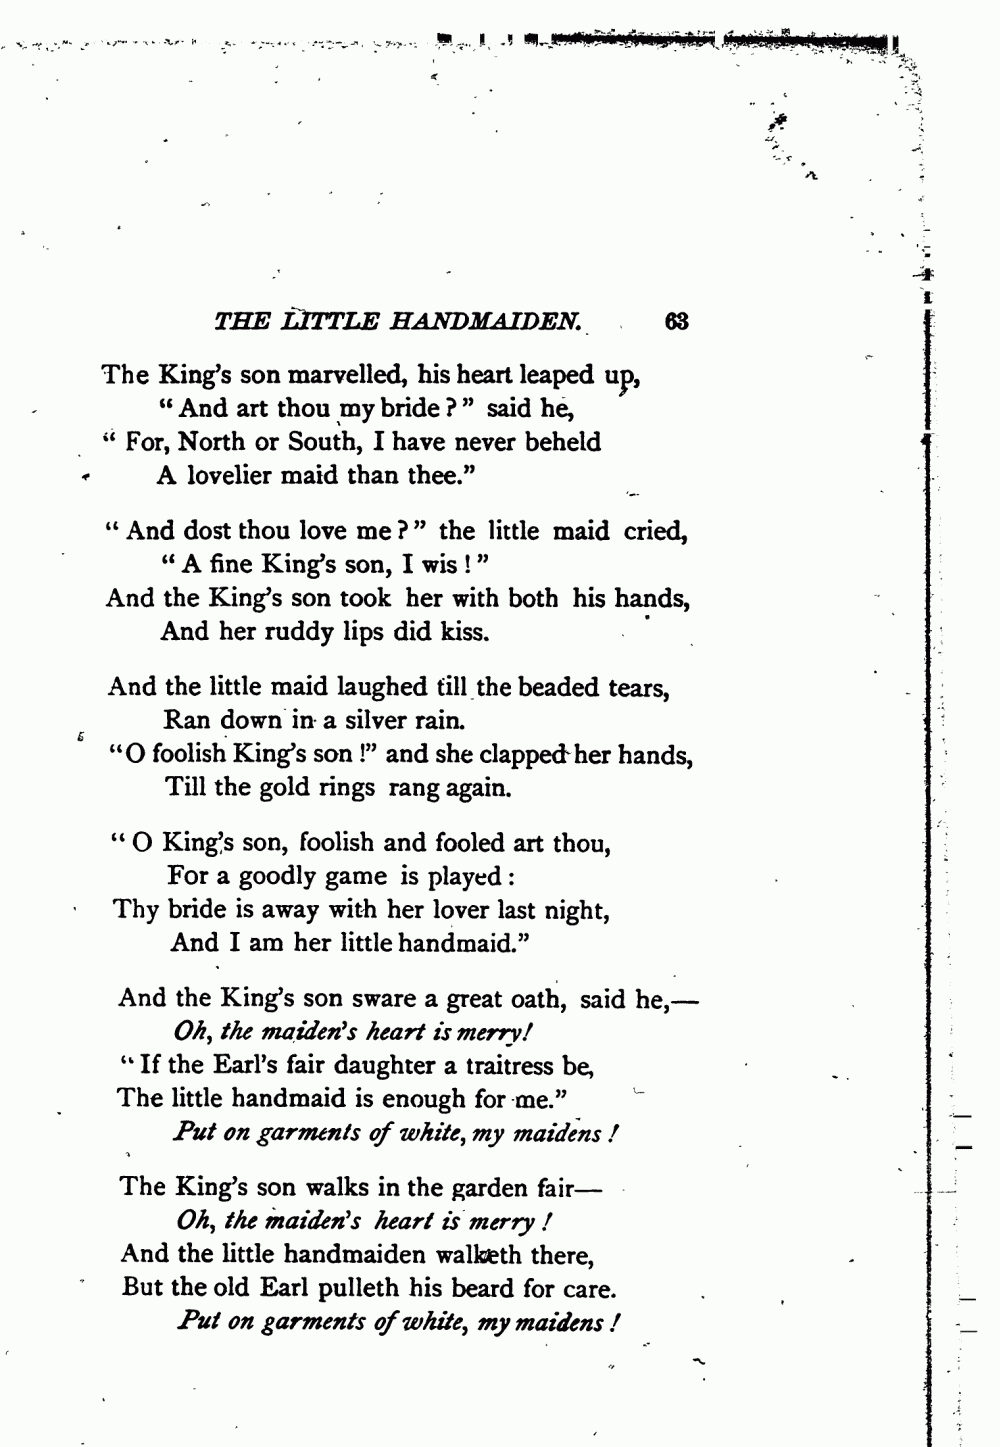 THE LITTLE HANDMAIDEN. 63
The King's son marvelled, his heart leaped up,
“ And art thou my bride ? ” said he,
“ For, North or South, I have never beheld
A lovelier maid than thee.”
“ And dost thou love me ? ” the little maid cried,
“ A fine King's son, I wis ! ”
And the King's son took her with both his hands,
And her ruddy lips did kiss.
And the little maid laughed till the beaded tears,
Ran down in a silver rain.
“O foolish King's son !” and she clapped her hands,
Till the gold rings rang again.
“ O King's son, foolish and fooled art thou,
For a goodly game is played :
Thy bride is away with her lover last night,
And I am her little handmaid.”
And the King's son sware a great oath, said he,—
Oh, the maiden's heart is merry!
“ If the Earl's fair daughter a traitress be,
The little handmaid is enough for me.”
Put on garments of white, my maidens !
The King's son walks in the garden fair—
Oh, the maiden's heart is merry !
And the little handmaiden walketh there,
But the old Earl pulleth his beard for care.
Put on garments of white, my maidens !